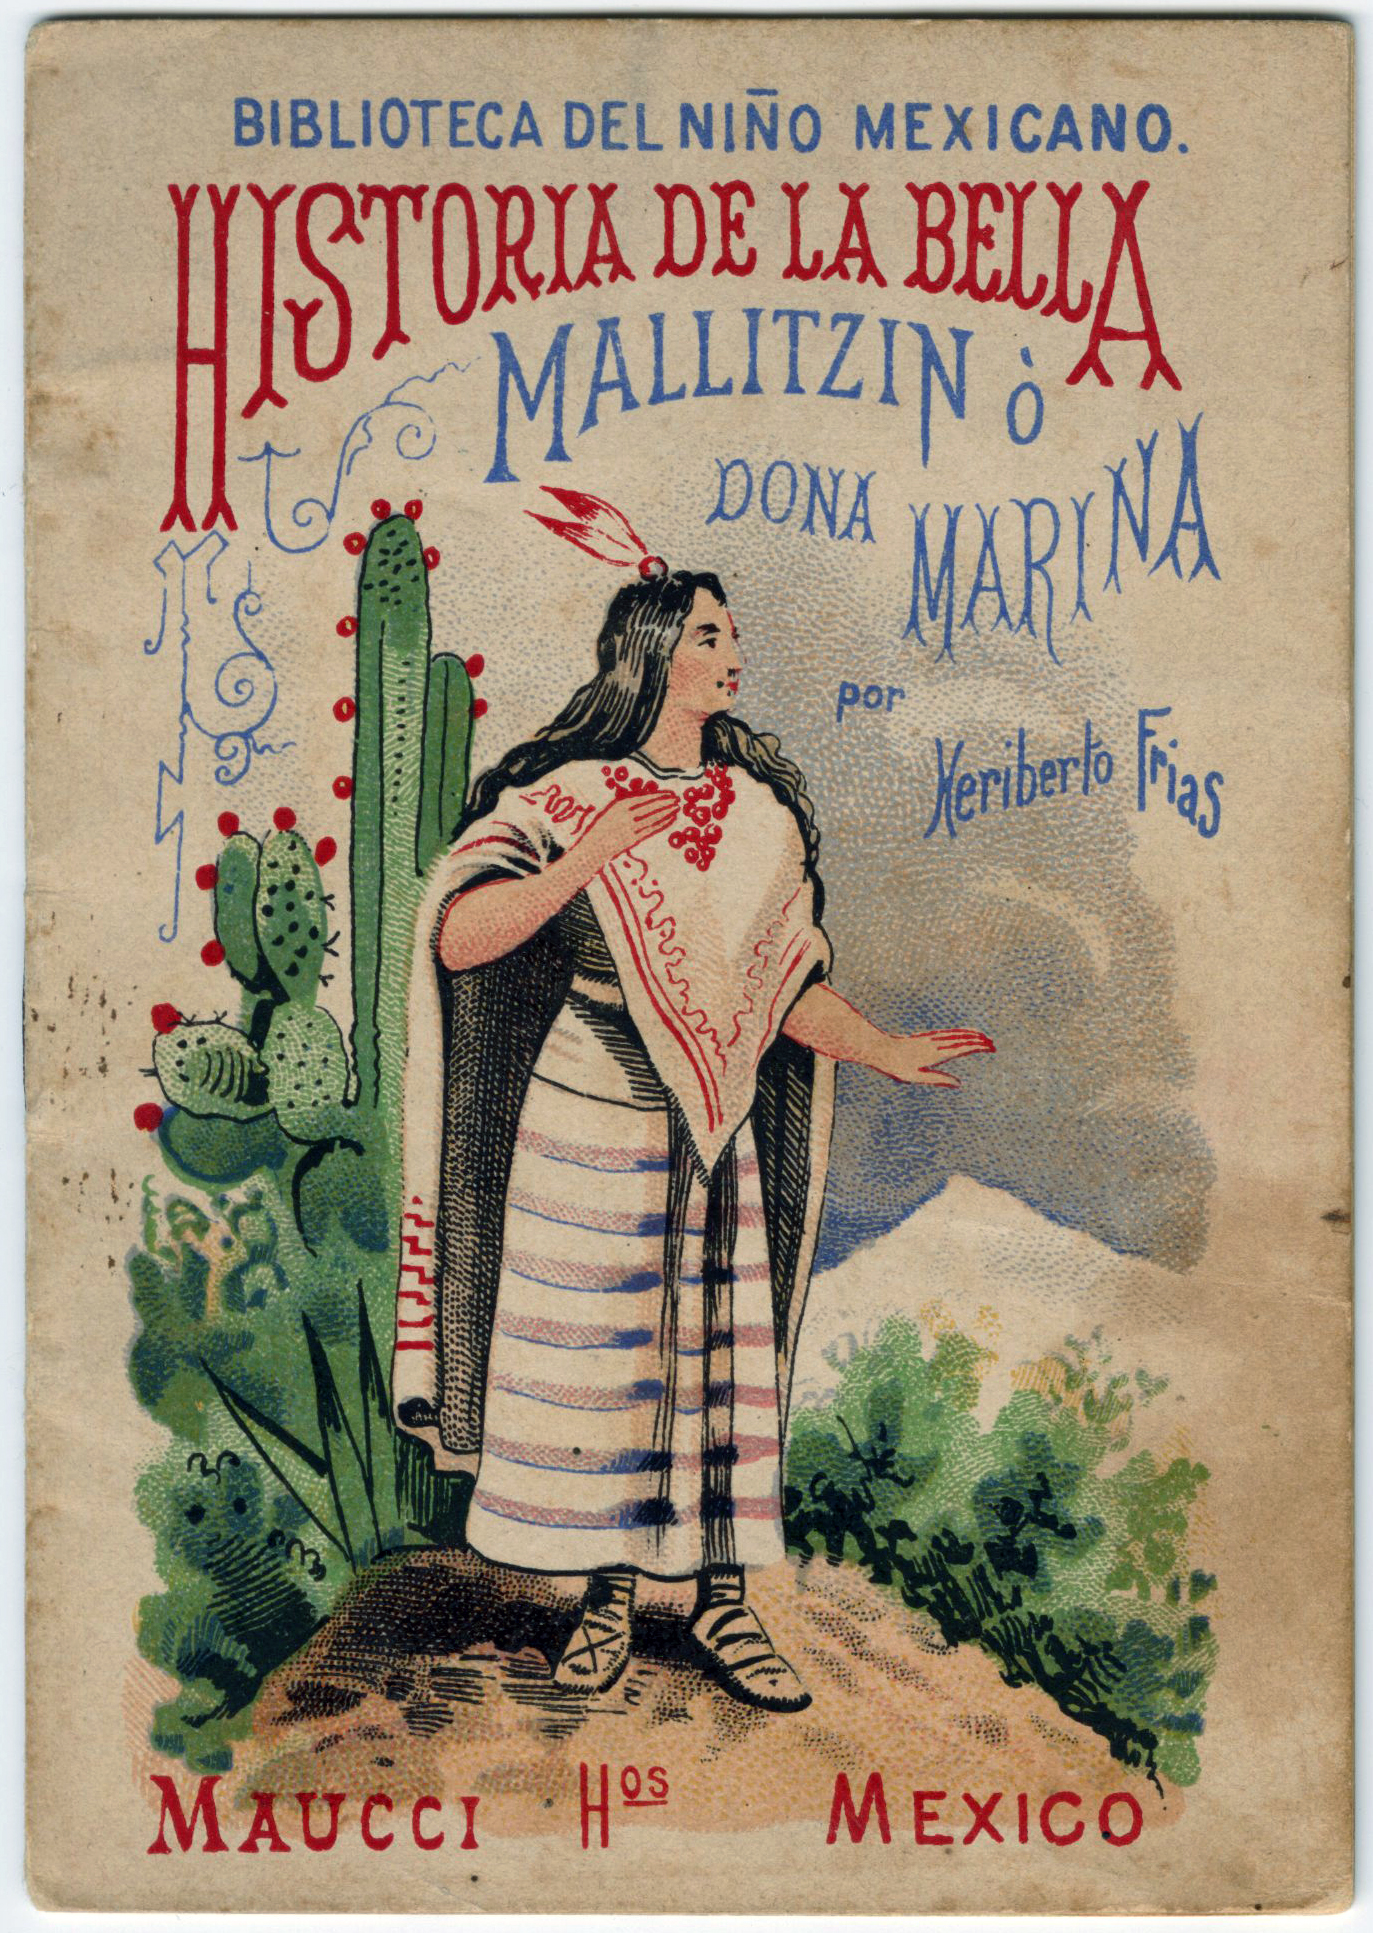 BIBLIOTECA DEL NIÑO MEXICANO.
HISTORIA DE LA BELLA
MALLITZIN ò
DONA MARINA
por
Heriberto Frias
MAUCCI Hos MEXICO